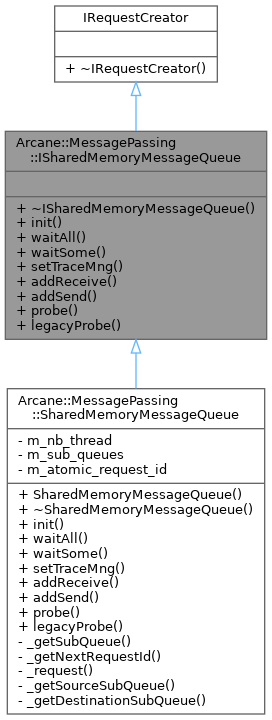 IRequestCreator
+ ~IRequestCreator()
Arcane::MessagePassing
::ISharedMemoryMessageQueue
+ ~ISharedMemoryMessageQueue()
+ init()
+ waitAll()
+ waitSome()
+ setTraceMng()
+ addReceive()
+ addSend()
+ probe()
+ legacyProbe()
Arcane::MessagePassing
::SharedMemoryMessageQueue
- m_nb_thread
- m_sub_queues
- m_atomic_request_id
+ SharedMemoryMessageQueue()
+ ~SharedMemoryMessageQueue()
+ init()
+ waitAll()
+ waitSome()
+ setTraceMng()
+ addReceive()
+ addSend()
+ probe()
+ legacyProbe()
- _getSubQueue()
- _getNextRequestId()
- _request()
- _getSourceSubQueue()
- _getDestinationSubQueue()